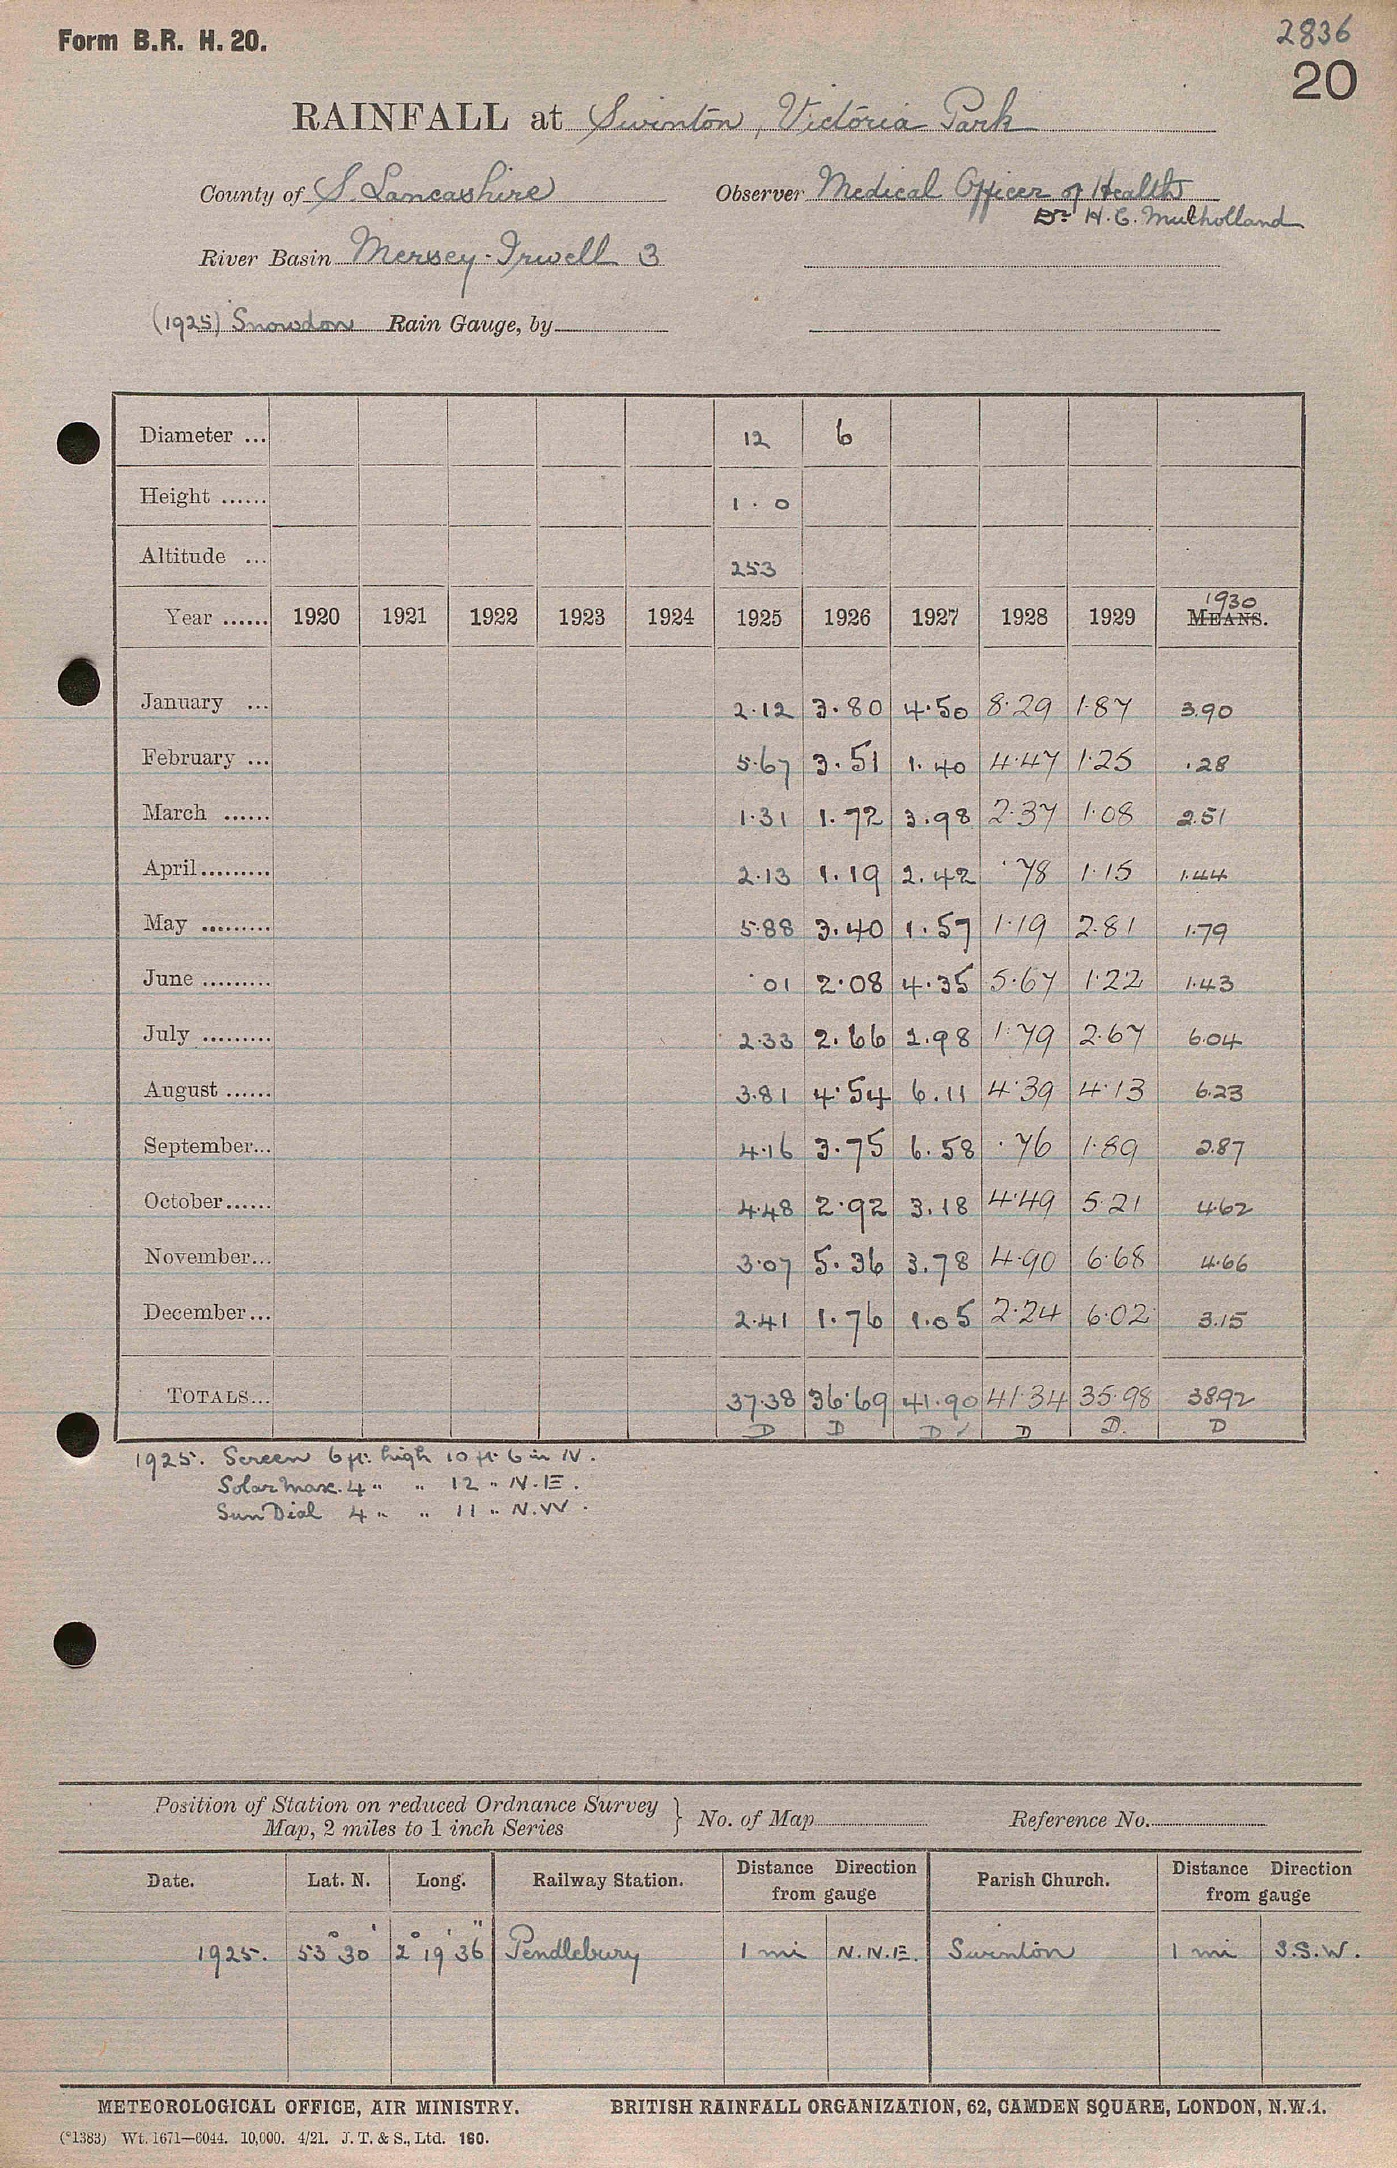 2836
Form B.R. H. 20.
20
RAINFALL at Swinton, Victoria Park
County of S. Lancashire Observer Medical Officer of Health
Dr H. C. Mulholland
River Basin Mersey-Irwell 3
(1925) Snowdon Rain Gauge, by
Diameter ... 12 6
Height ...... 1 . 0
Altitude ... 253
1930
Year ...... 1920 1921 1922 1923 1924 1925 1926 1927 1928 1929 MEANS.
January ... 2.12 3.80 4.50 8.29 1.87 3.90
February ... 5.67 3.51 1.40 4.47 1.25 .28
March ...... 1.31 1.72 3.98 2.37 1.08 2.51
April......... 2.13 1.19 2.42 .78 1.15 1.44
May ......... 5.88 3.40 1.57 1.19 2.81 1.79
June ......... .01 2.08 4.35 5.67 1.22 1.43
July ......... 2.33 2.66 2.98 1.79 2.67 6.04
August ...... 3.81 4.54 6.11 4.39 4.13 6.23
September... 4.16 3.75 6.58 .76 1.89 2.87
October...... 4.48 2.92 3.18 4.49 5.21 4.62
November... 3.07 5.36 3.78 4.90 6.68 4.66
December... 2.41 1.76 1.05 2.24 6.02 3.15
TOTALS... 37.38 36.69 41.90 41.34 35.98 38.92
D D D ✓ D D. D
1925. Screen 6 ft. high 10 ft. 6 in N.
Solar Max. 4 " " 12 " N.E.
Sun Dial 4 " " 11 " N.W.
Position of Station on reduced Ordnance Survey
Map, 2 miles to 1 inch Series } No. of Map Reference No.
Date. Lat. N. Long. Railway Station. Distance Direction from gauge Parish Church. Distance Direction from gauge
1925. 53° 30' 2° 19' 36" Pendlebury 1 mi N.N.E. Swinton 1 mi S.S.W.
METEOROLOGICAL OFFICE, AIR MINISTRY. BRITISH RAINFALL ORGANIZATION, 62, CAMDEN SQUARE, LONDON, N.W.1.
(*1383) Wt. 1671—6044. 10,000. 4/21. J. T. & S., Ltd. 160.